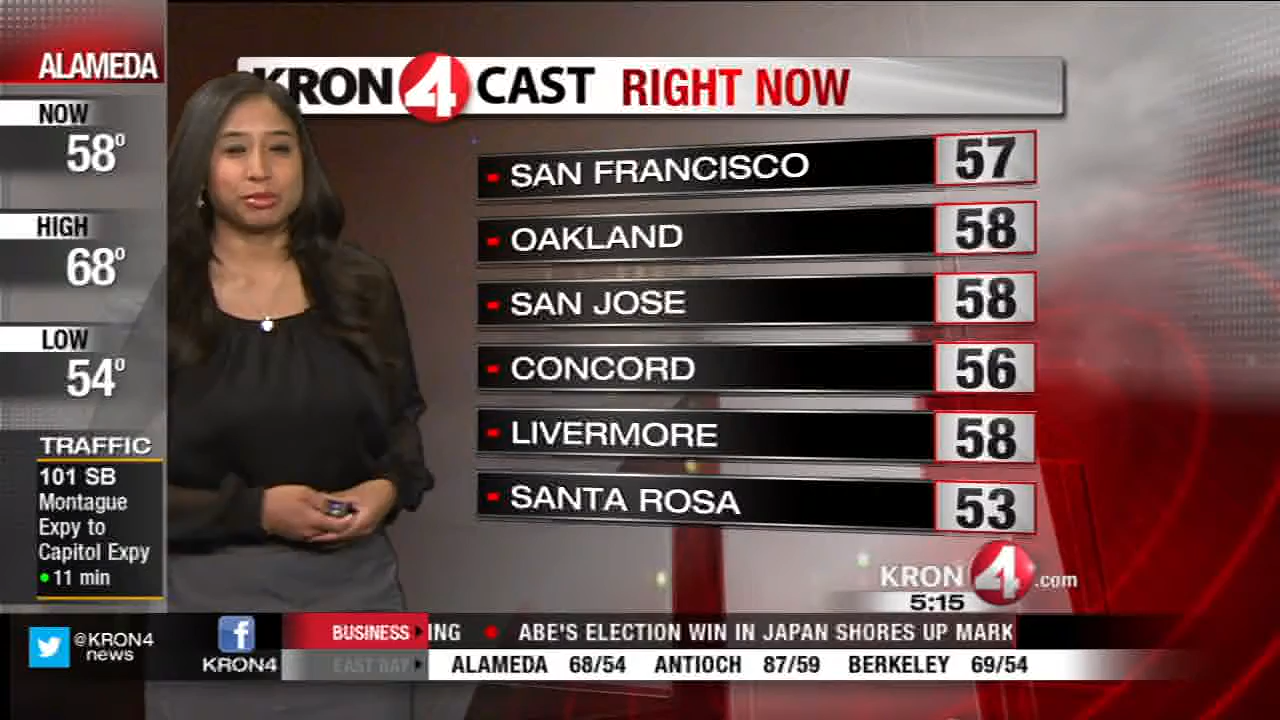 ALAMEDA
NOW
58°
HIGH
68°
LOW
54°
TRAFFIC
101 SB
Montague
Expy to
Capitol Expy
11 min
KRON 4 CAST RIGHT NOW
SAN FRANCISCO 57
OAKLAND 58
SAN JOSE 58
CONCORD 56
LIVERMORE 58
SANTA ROSA 53
KRON 4 .com
5:15
@KRON4
news
KRON4
BUSINESS ING • ABE'S ELECTION WIN IN JAPAN SHORES UP MARK
EAST BAY ALAMEDA 68/54 ANTIOCH 87/59 BERKELEY 69/54